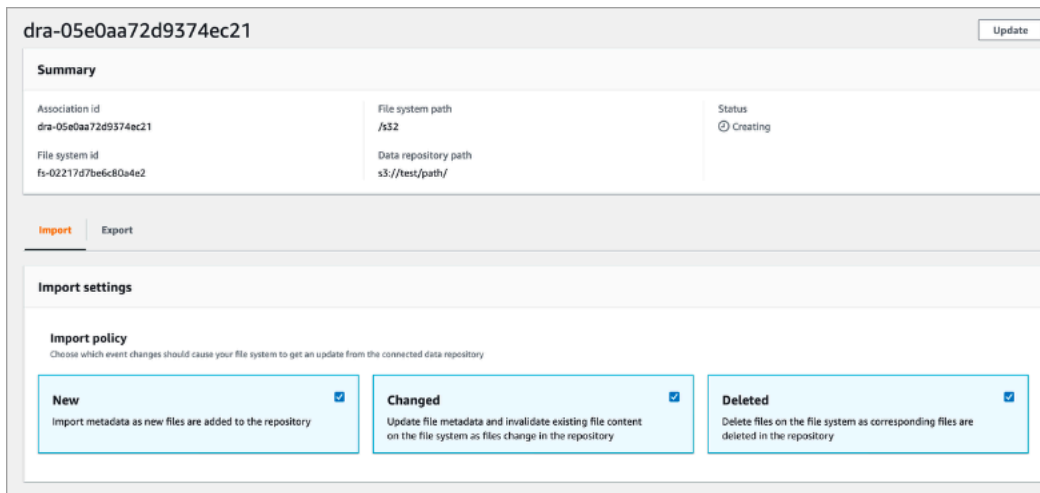 dra-05e0aa72d9374ec21
Update
Summary
Association id
dra-05e0aa72d9374ec21
File system id
fs-02217d7be6c80a4e2
File system path
/s32
Data repository path
s3://test/path/
Status
Creating
Import
Export
Import settings
Import policy
Choose which event changes should cause your file system to get an update from the connected data repository
New
Import metadata as new files are added to the repository
Changed
Update file metadata and invalidate existing file content
on the file system as files change in the repository
Deleted
Delete files on the file system as corresponding files are
deleted in the repository